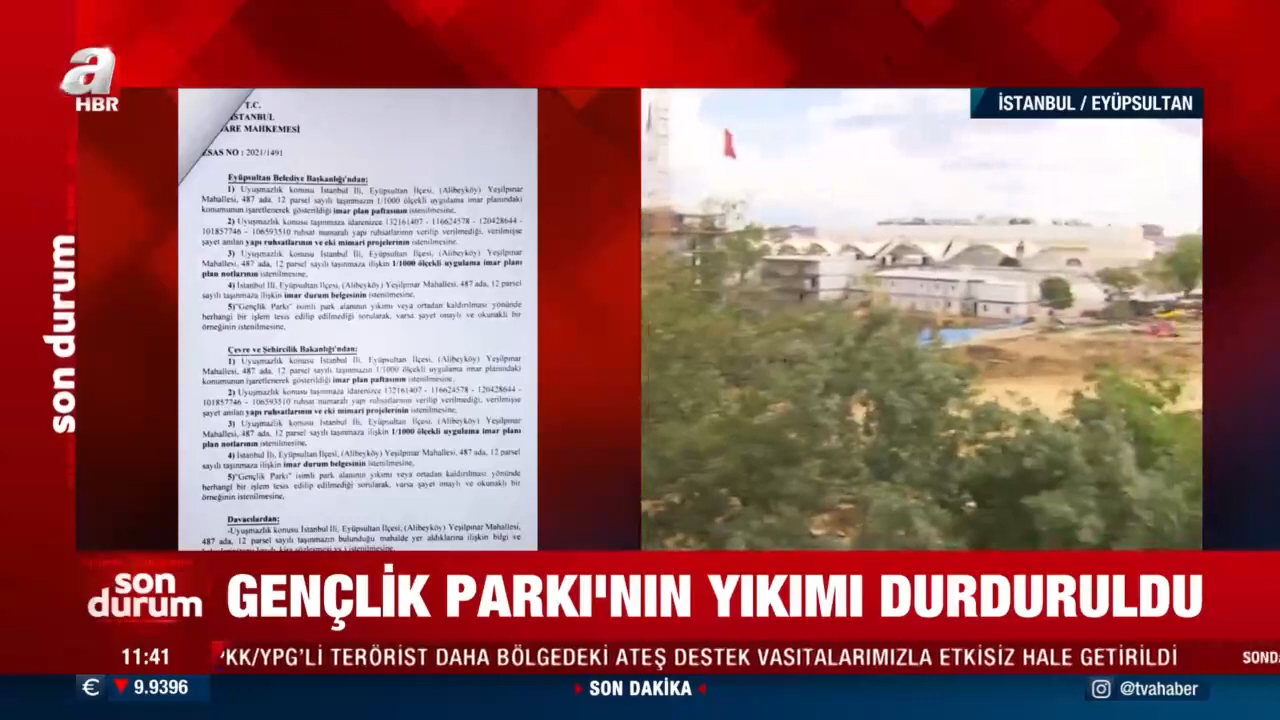 a
HBR
İSTANBUL / EYÜPSULTAN
son durum
T.C.
İSTANBUL
ARE MAHKEMESİ
ESAS NO : 2021/1491
Eyüpsultan Belediye Başkanlığı'ndan;
1) Uyuşmazlık konusu İstanbul İli, Eyüpsultan İlçesi, (Alibeyköy) Yeşilpınar
Mahallesi, 487 ada, 12 parsel sayılı taşınmazın 1/1000 ölçekli uygulama imar planındaki
konumunun işaretlenerek gösterildiği imar plan paftasının istenilmesine,
2) Uyuşmazlık konusu taşınmaza idarenizce 132161407 - 116624578 - 120428644 -
101857746 - 106593510 ruhsat numaralı yapı ruhsatlarının verilip verilmediği, verilmişse
şayet anılan yapı ruhsatlarının ve eki mimari projelerinin istenilmesine,
3) Uyuşmazlık konusu İstanbul İli, Eyüpsultan İlçesi, (Alibeyköy) Yeşilpınar
Mahallesi, 487 ada, 12 parsel sayılı taşınmaza ilişkin 1/1000 ölçekli uygulama imar planı
plan notlarının istenilmesine,
4) İstanbul İli, Eyüpsultan İlçesi, (Alibeyköy) Yeşilpınar Mahallesi, 487 ada, 12 parsel
sayılı taşınmaza ilişkin imar durum belgesinin istenilmesine,
5)"Gençlik Parkı" isimli park alanının yıkımı veya ortadan kaldırılması yönünde
herhangi bir işlem tesis edilip edilmediği sorularak, varsa şayet onaylı ve okunaklı bir
örneğinin istenilmesine,
Çevre ve Şehircilik Bakanlığı'ndan;
1) Uyuşmazlık konusu İstanbul İli, Eyüpsultan İlçesi, (Alibeyköy) Yeşilpınar
Mahallesi, 487 ada, 12 parsel sayılı taşınmazın 1/1000 ölçekli uygulama imar planındaki
konumunun işaretlenerek gösterildiği imar plan paftasının istenilmesine,
2) Uyuşmazlık konusu taşınmaza idarenizce 132161407 - 116624578 - 120428644 -
101857746 - 106593510 ruhsat numaralı yapı ruhsatlarının verilip verilmediği, verilmişse
şayet anılan yapı ruhsatlarının ve eki mimari projelerinin istenilmesine,
3) Uyuşmazlık konusu İstanbul İli, Eyüpsultan İlçesi, (Alibeyköy) Yeşilpınar
Mahallesi, 487 ada, 12 parsel sayılı taşınmaza ilişkin 1/1000 ölçekli uygulama imar planı
plan notlarının istenilmesine,
4) İstanbul İli, Eyüpsultan İlçesi, (Alibeyköy) Yeşilpınar Mahallesi, 487 ada, 12 parsel
sayılı taşınmaza ilişkin imar durum belgesinin istenilmesine,
5)"Gençlik Parkı" isimli park alanının yıkımı veya ortadan kaldırılması yönünde
herhangi bir işlem tesis edilip edilmediği sorularak, varsa şayet onaylı ve okunaklı bir
örneğinin istenilmesine,
Davacılardan;
-Uyuşmazlık konusu İstanbul İli, Eyüpsultan İlçesi, (Alibeyköy) Yeşilpınar Mahallesi,
487 ada, 12 parsel sayılı taşınmazın bulunduğu mahalde yer aldıklarına ilişkin bilgi ve
son durum
GENÇLİK PARKI'NIN YIKIMI DURDURULDU
11:41
KK/YPG'Lİ TERÖRİST DAHA BÖLGEDEKİ ATEŞ DESTEK VASITALARIMIZLA ETKİSİZ HALE GETİRİLDİ
SONDA
€ 9.9396
SON DAKİKA
@tvahaber